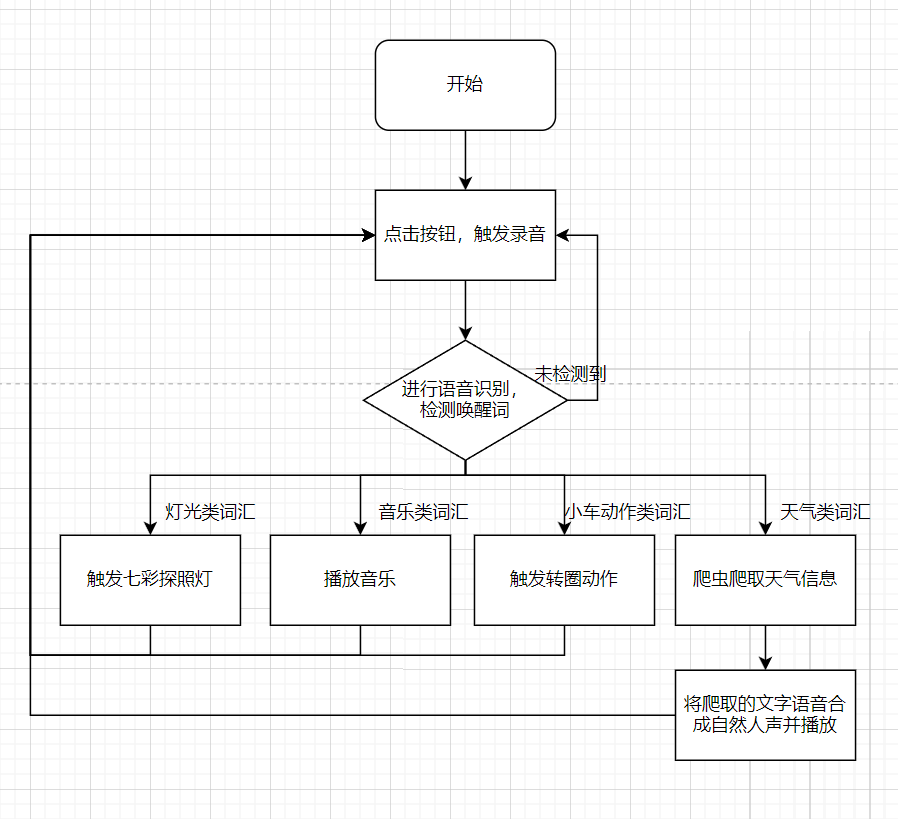 开始
点击按钮，触发录音
未检测到
进行语音识别，
检测唤醒词
灯光类词汇
音乐类词汇
小车动作类词汇
天气类词汇
触发七彩探照灯
播放音乐
触发转圈动作
爬虫爬取天气信息
将爬取的文字语音合
成自然人声并播放